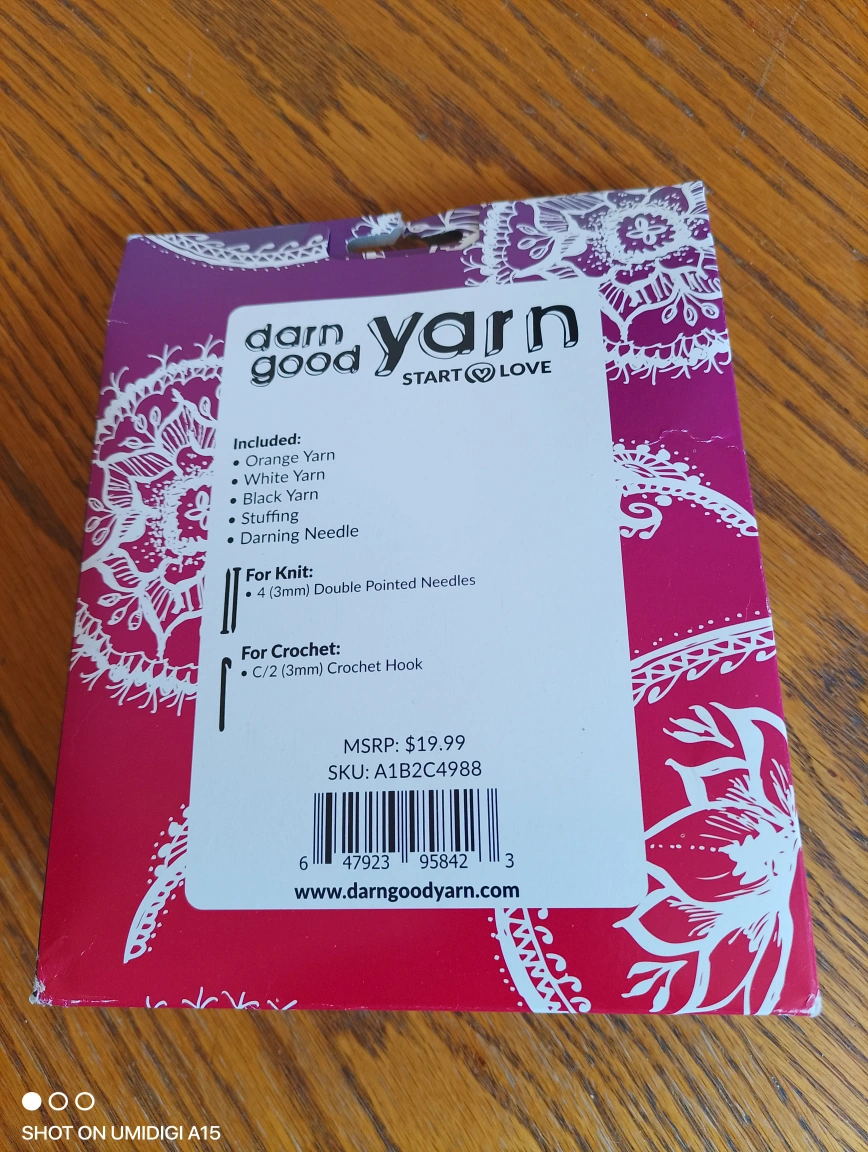 darn good yarn
START LOVE
Included:
• Orange Yarn
• White Yarn
• Black Yarn
• Stuffing
• Darning Needle
For Knit:
• 4 (3mm) Double Pointed Needles
For Crochet:
• C/2 (3mm) Crochet Hook
MSRP: $19.99
SKU: A1B2C4988
6 47923 95842 3
www.darngoodyarn.com
SHOT ON UMIDIGI A15